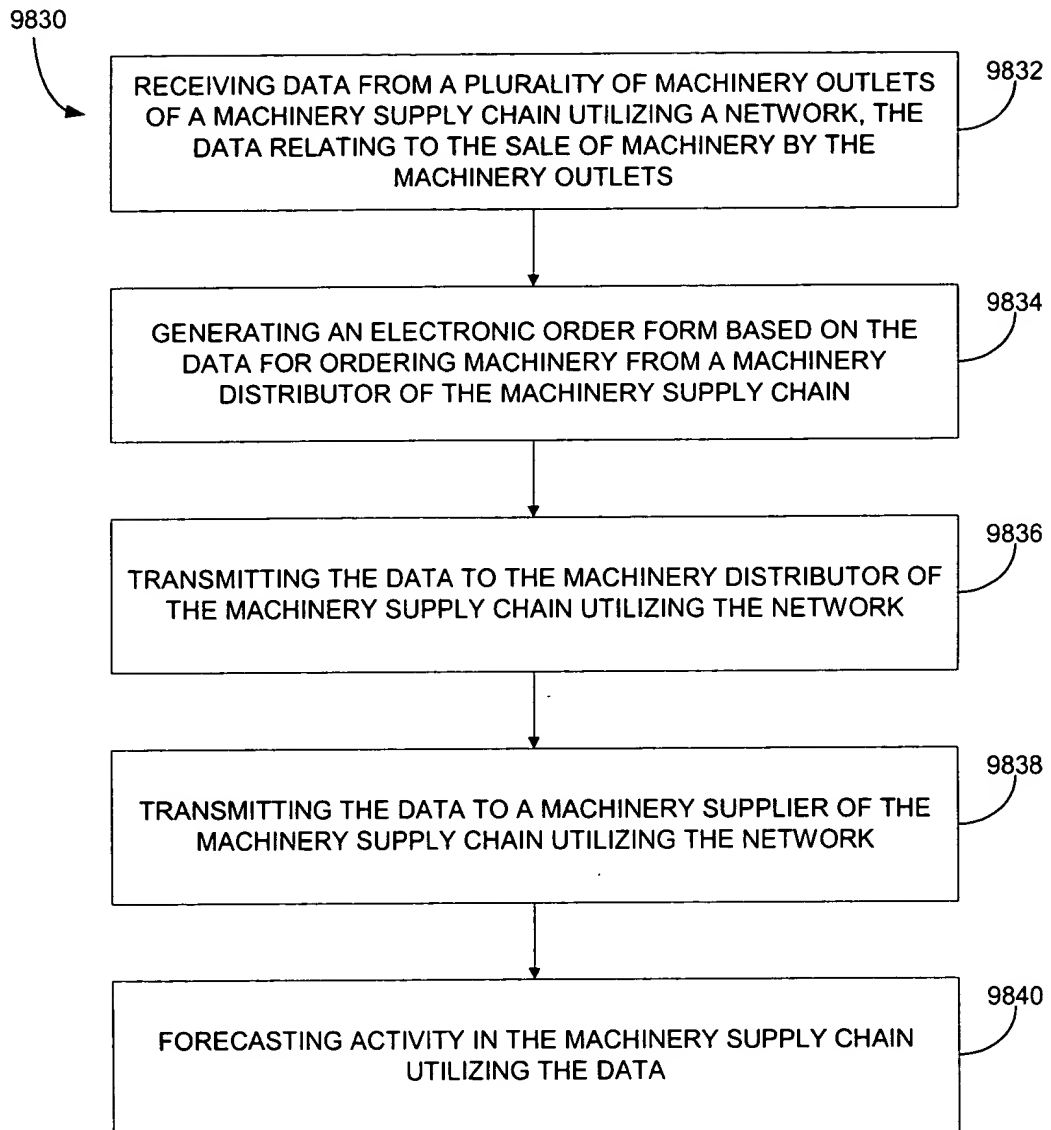 9830
RECEIVING DATA FROM A PLURALITY OF MACHINERY OUTLETS
OF A MACHINERY SUPPLY CHAIN UTILIZING A NETWORK, THE
DATA RELATING TO THE SALE OF MACHINERY BY THE
MACHINERY OUTLETS
9832
GENERATING AN ELECTRONIC ORDER FORM BASED ON THE
DATA FOR ORDERING MACHINERY FROM A MACHINERY
DISTRIBUTOR OF THE MACHINERY SUPPLY CHAIN
9834
TRANSMITTING THE DATA TO THE MACHINERY DISTRIBUTOR OF
THE MACHINERY SUPPLY CHAIN UTILIZING THE NETWORK
9836
TRANSMITTING THE DATA TO A MACHINERY SUPPLIER OF THE
MACHINERY SUPPLY CHAIN UTILIZING THE NETWORK
9838
FORECASTING ACTIVITY IN THE MACHINERY SUPPLY CHAIN
UTILIZING THE DATA
9840